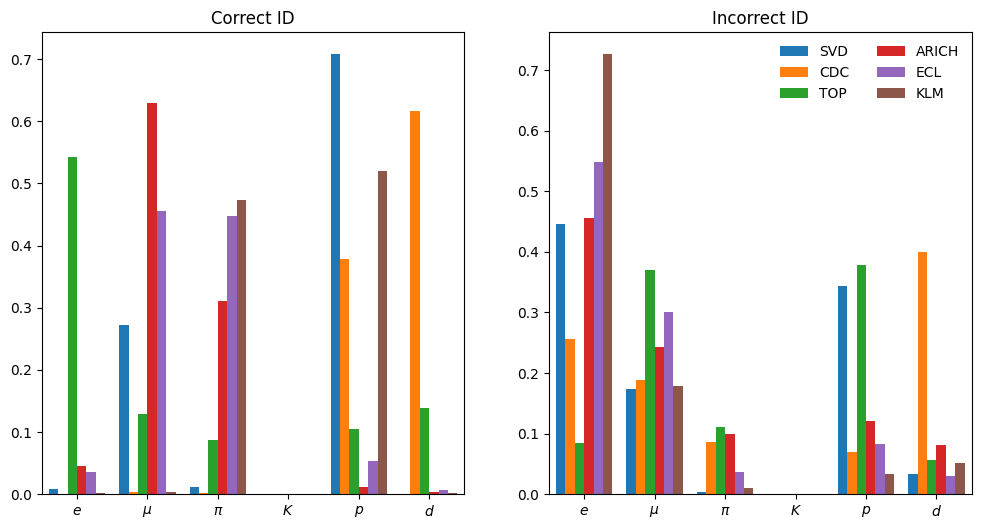 Correct ID
0.7
0.6
0.5
0.4
0.3
0.2
0.1
0.0
e μ π K p d
Incorrect ID
SVD ARICH
CDC ECL
TOP KLM
0.7
0.6
0.5
0.4
0.3
0.2
0.1
0.0
e μ π K p d